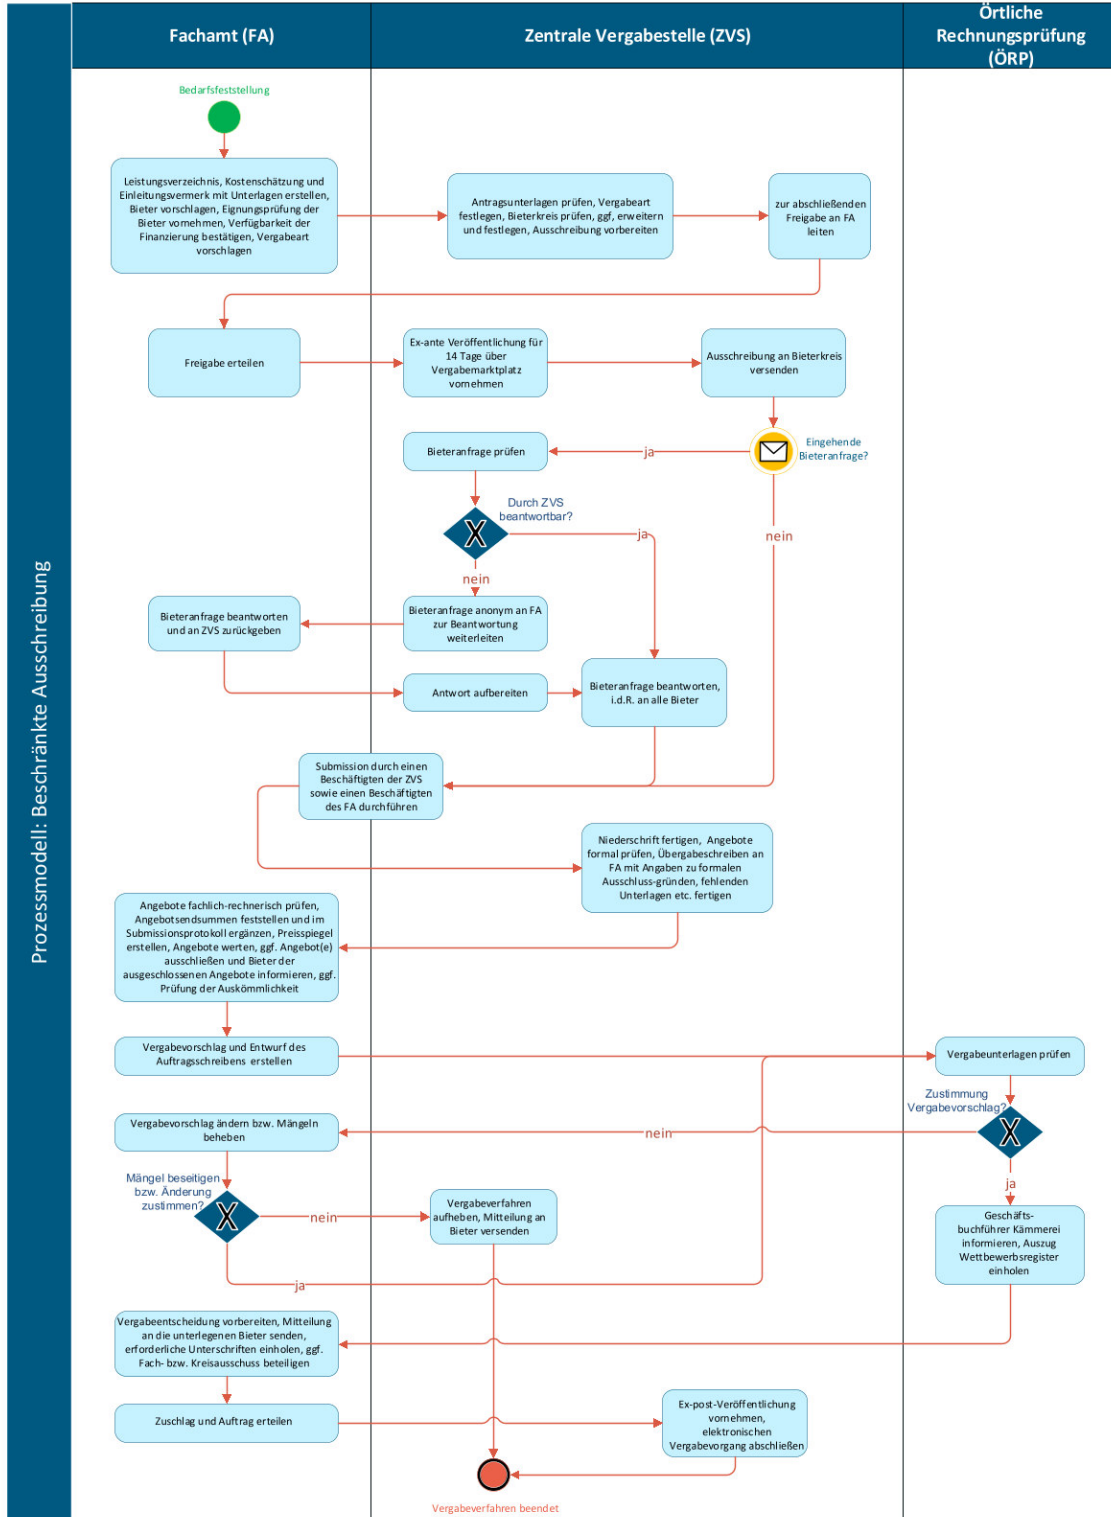 Prozessmodell: Beschränkte Ausschreibung
Fachamt (FA)
Zentrale Vergabestelle (ZVS)
Örtliche
Rechnungsprüfung
(ÖRP)
Bedarfsfeststellung
Leistungsverzeichnis, Kostenschätzung und
Einleitungsvermerk mit Unterlagen erstellen,
Bieter vorschlagen, Eignungsprüfung der
Bieter vornehmen, Verfügbarkeit der
Finanzierung bestätigen, Vergabeart
vorschlagen
Antragsunterlagen prüfen, Vergabeart
festlegen, Bieterkreis prüfen, ggf, erweitern
und festlegen, Ausschreibung vorbereiten
zur abschließenden
Freigabe an FA
leiten
Freigabe erteilen
Ex-ante Veröffentlichung für
14 Tage über
Vergabemarktplatz
vornehmen
Ausschreibung an Bieterkreis
versenden
Eingehende
Bieteranfrage?
ja
Bieteranfrage prüfen
Durch ZVS
beantwortbar?
ja
nein
nein
Bieteranfrage beantworten
und an ZVS zurückgeben
Bieteranfrage anonym an FA
zur Beantwortung
weiterleiten
Antwort aufbereiten
Bieteranfrage beantworten,
i.d.R. an alle Bieter
Submission durch einen
Beschäftigten der ZVS
sowie einen Beschäftigten
des FA durchführen
Niederschrift fertigen, Angebote
formal prüfen, Übergabeschreiben an
FA mit Angaben zu formalen
Ausschluss-gründen, fehlenden
Unterlagen etc. fertigen
Angebote fachlich-rechnerisch prüfen,
Angebotsendsummen feststellen und im
Submissionsprotokoll ergänzen, Preisspiegel
erstellen, Angebote werten, ggf. Angebot(e)
ausschließen und Bieter der
ausgeschlossenen Angebote informieren, ggf.
Prüfung der Auskömmlichkeit
Vergabevorschlag und Entwurf des
Auftragsschreibens erstellen
Vergabeunterlagen prüfen
Zustimmung
Vergabevorschlag?
nein
ja
Vergabevorschlag ändern bzw. Mängeln
beheben
Mängel beseitigen
bzw. Änderung
zustimmen?
nein
ja
Vergabeverfahren
aufheben, Mitteilung an
Bieter versenden
Geschäfts-
buchführer Kämmerei
informieren, Auszug
Wettbewerbsregister
einholen
Vergabeentscheidung vorbereiten, Mitteilung
an die unterlegenen Bieter senden,
erforderliche Unterschriften einholen, ggf.
Fach- bzw. Kreisausschuss beteiligen
Zuschlag und Auftrag erteilen
Ex-post-Veröffentlichung
vornehmen,
elektronischen
Vergabevorgang abschließen
Vergabeverfahren beendet